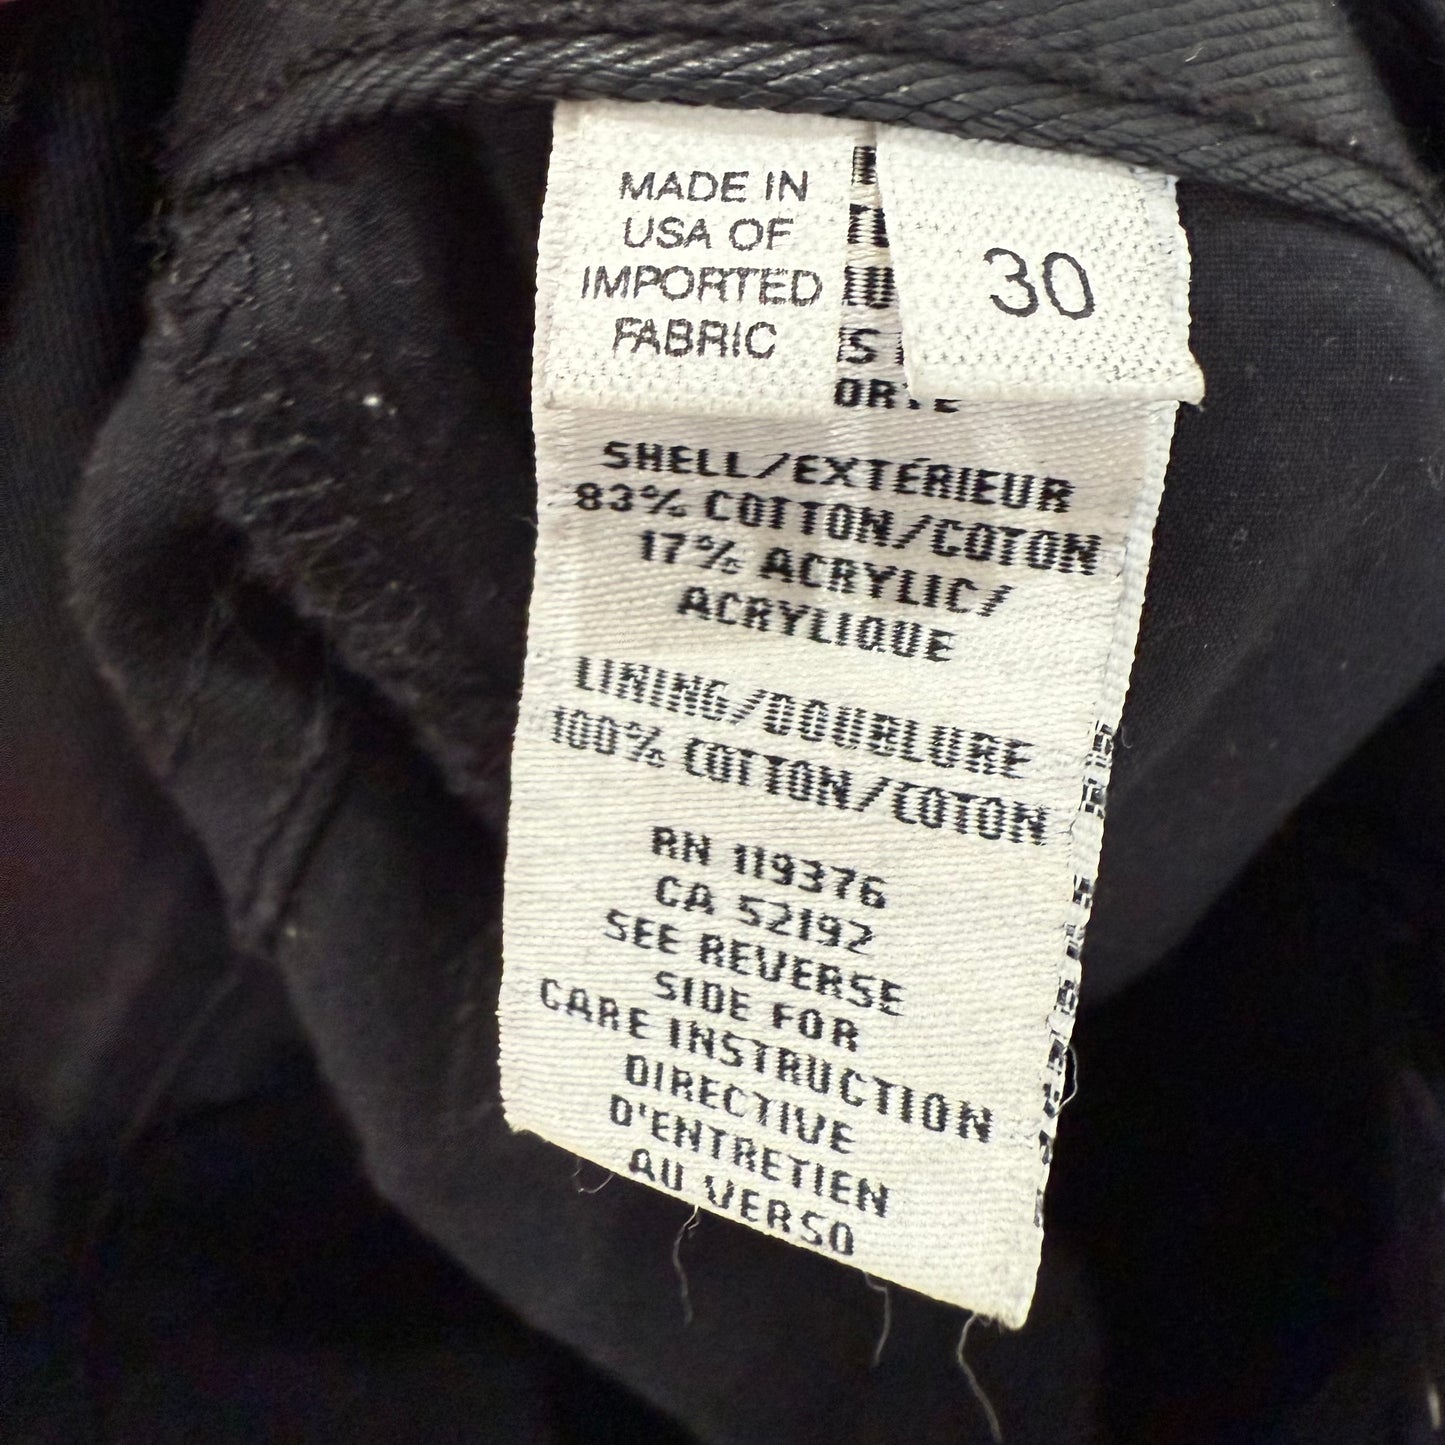 MADE IN
USA OF
IMPORTED
FABRIC
30
SHELL/EXTÉRIEUR
83% COTTON/COTON
17% ACRYLIC/
ACRYLIQUE
LINING/DOUBLURE
100% COTTON/COTON
RN 119376
CA 52192
SEE REVERSE
SIDE FOR
CARE INSTRUCTION
DIRECTIVE
D'ENTRETIEN
AU VERSO